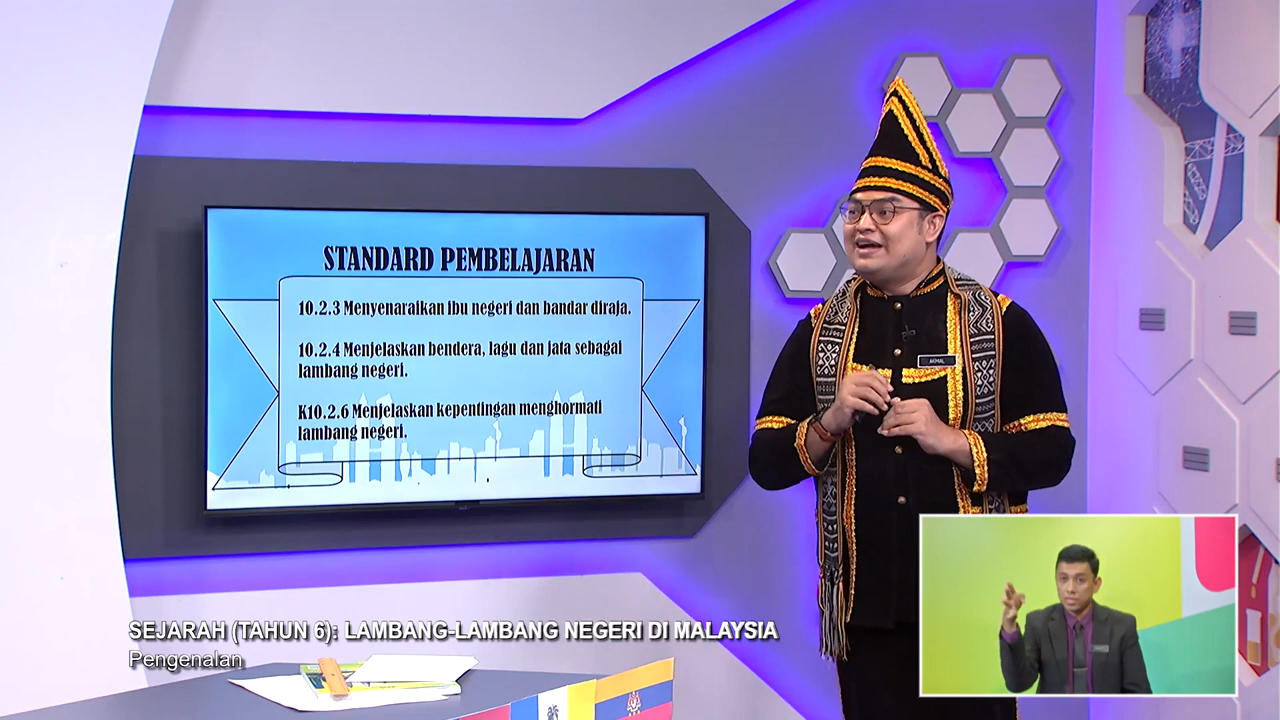 STANDARD PEMBELAJARAN
10.2.3 Menyenaraikan ibu negeri dan bandar diraja.
10.2.4 Menjelaskan bendera, lagu dan jata sebagai
lambang negeri.
K10.2.6 Menjelaskan kepentingan menghormati
lambang negeri.
AKMAL
SEJARAH (TAHUN 6): LAMBANG-LAMBANG NEGERI DI MALAYSIA
Pengenalan